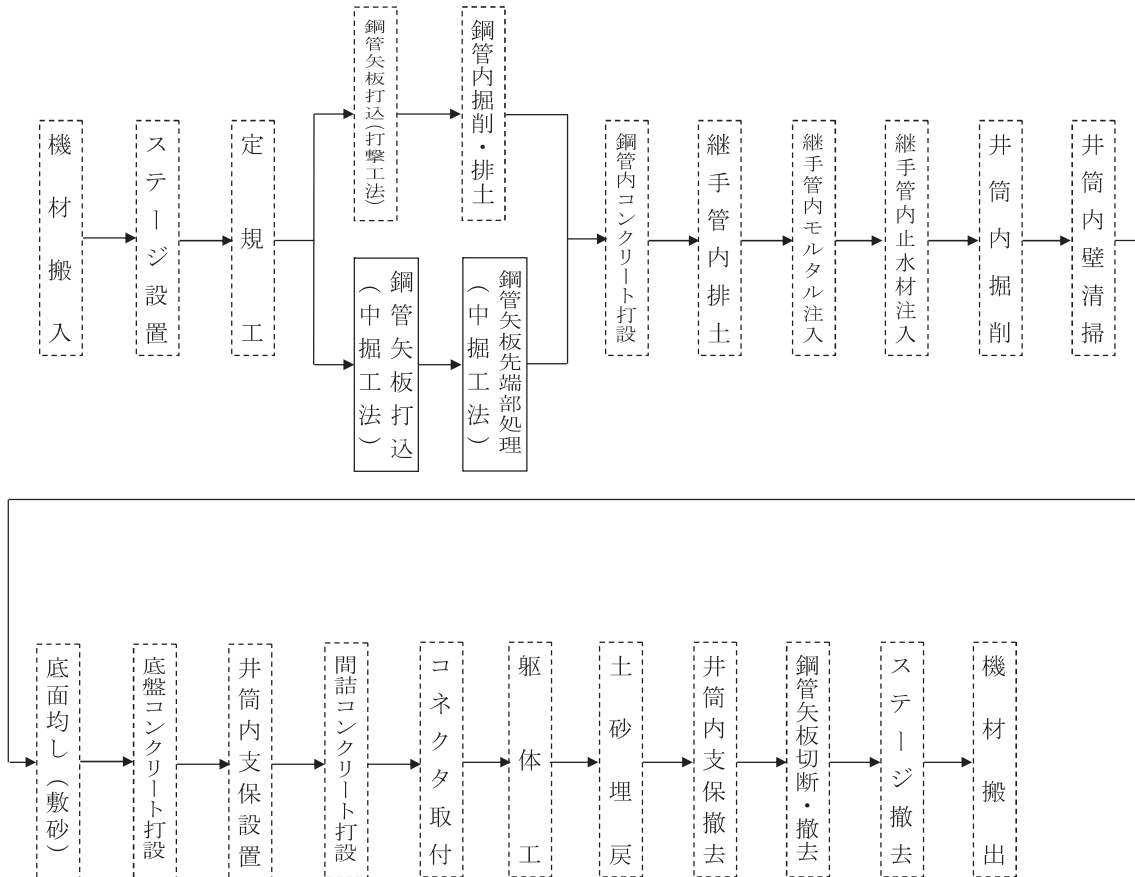 機材搬入
ステージ設置
定規工
鋼管矢板打込(打撃工法)
鋼管内掘削・排土
鋼管矢板打込
(中掘工法)
鋼管矢板先端部処理
(中掘工法)
鋼管内コンクリート打設
継手管内排土
継手管内モルタル注入
継手管内止水材注入
井筒内掘削
井筒内壁清掃
底面均し(敷砂)
底盤コンクリート打設
井筒内支保設置
間詰コンクリート打設
コネクタ取付
躯体工
土砂埋戻
井筒内支保撤去
鋼管矢板切断・撤去
ステージ撤去
機材搬出